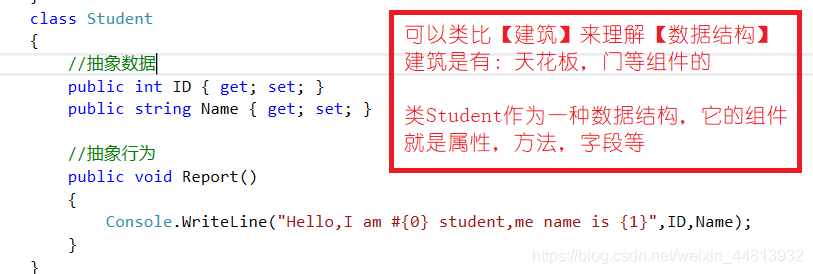 }
class Student
{
//抽象数据
public int ID { get; set; }
public string Name { get; set; }
//抽象行为
public void Report()
{
Console.WriteLine("Hello,I am #{0} student,me name is {1}",ID,Name);
}
}
可以类比【建筑】来理解【数据结构】
建筑是有：天花板，门等组件的
类Student作为一种数据结构，它的组件
就是属性，方法，字段等
https://blog.csdn.net/weixin_44813932